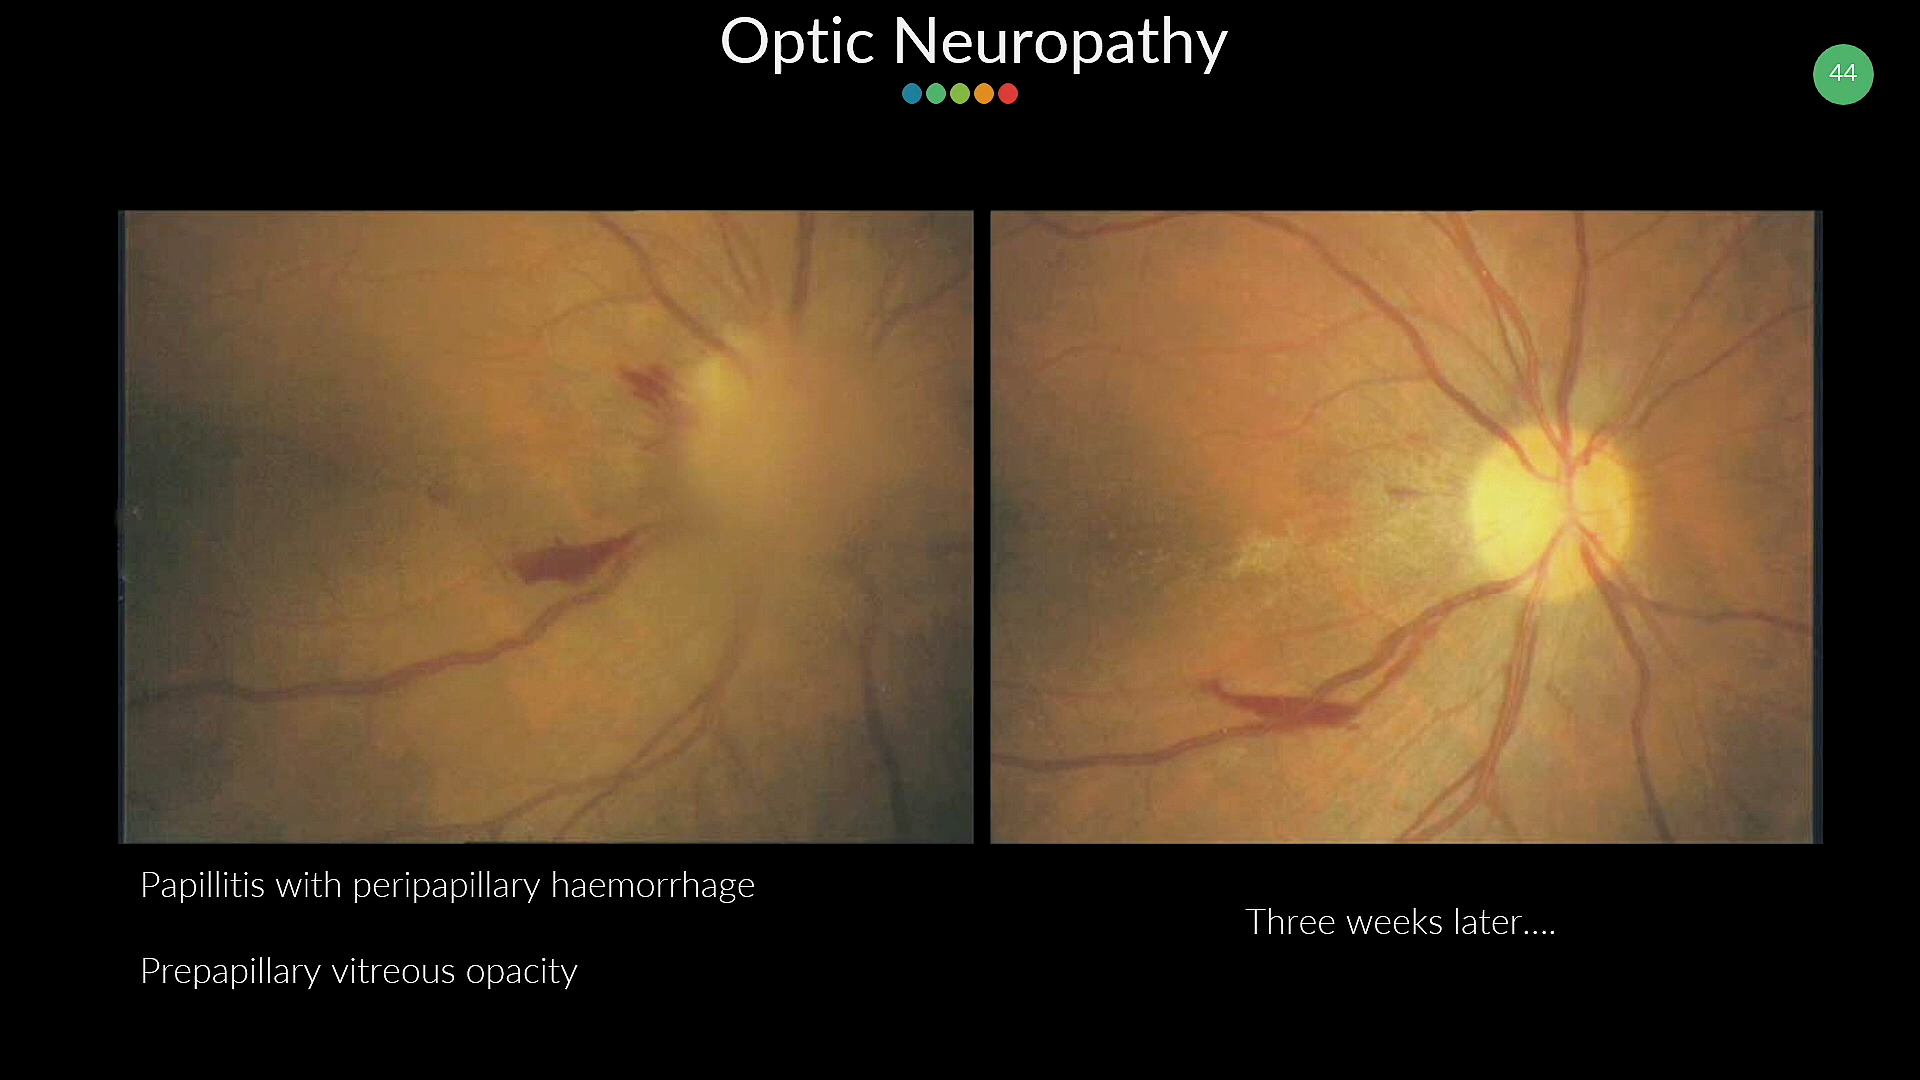 Optic Neuropathy
44
Papillitis with peripapillary haemorrhage
Prepapillary vitreous opacity
Three weeks later....